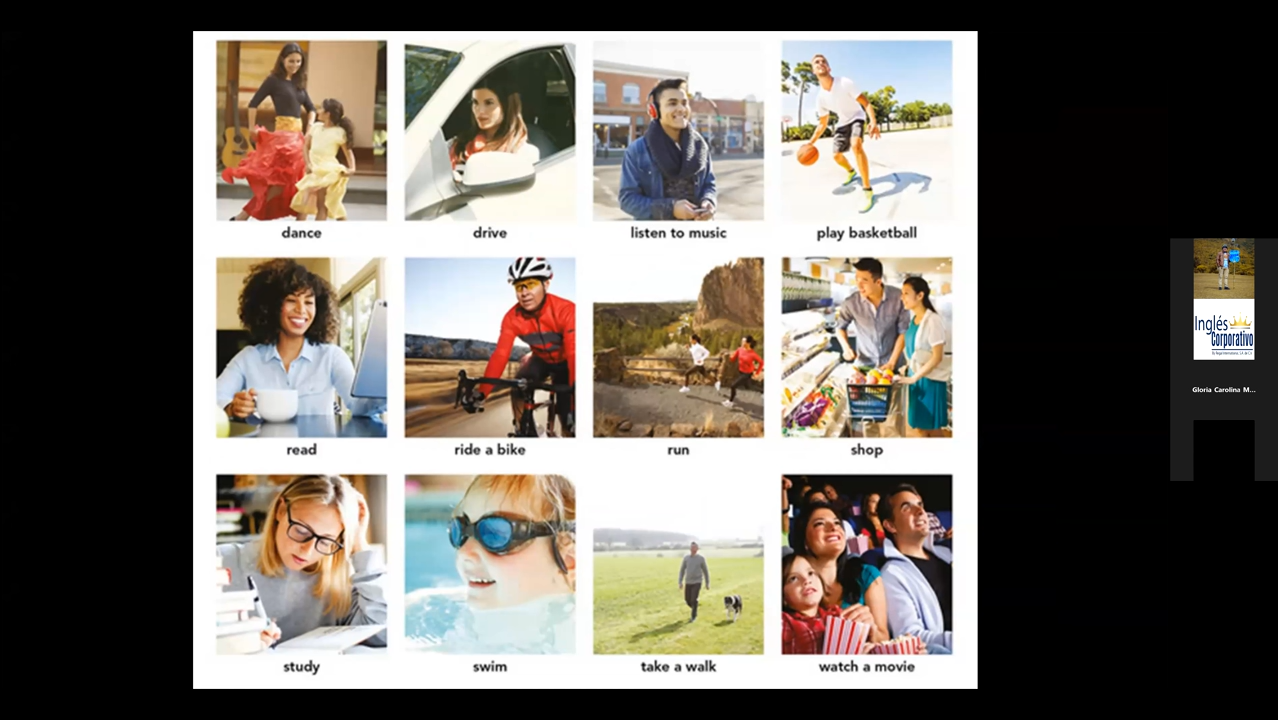 dance
drive
listen to music
play basketball
read
ride a bike
run
shop
study
swim
take a walk
watch a movie
Inglés
Corporativo
Gloria Carolina M...